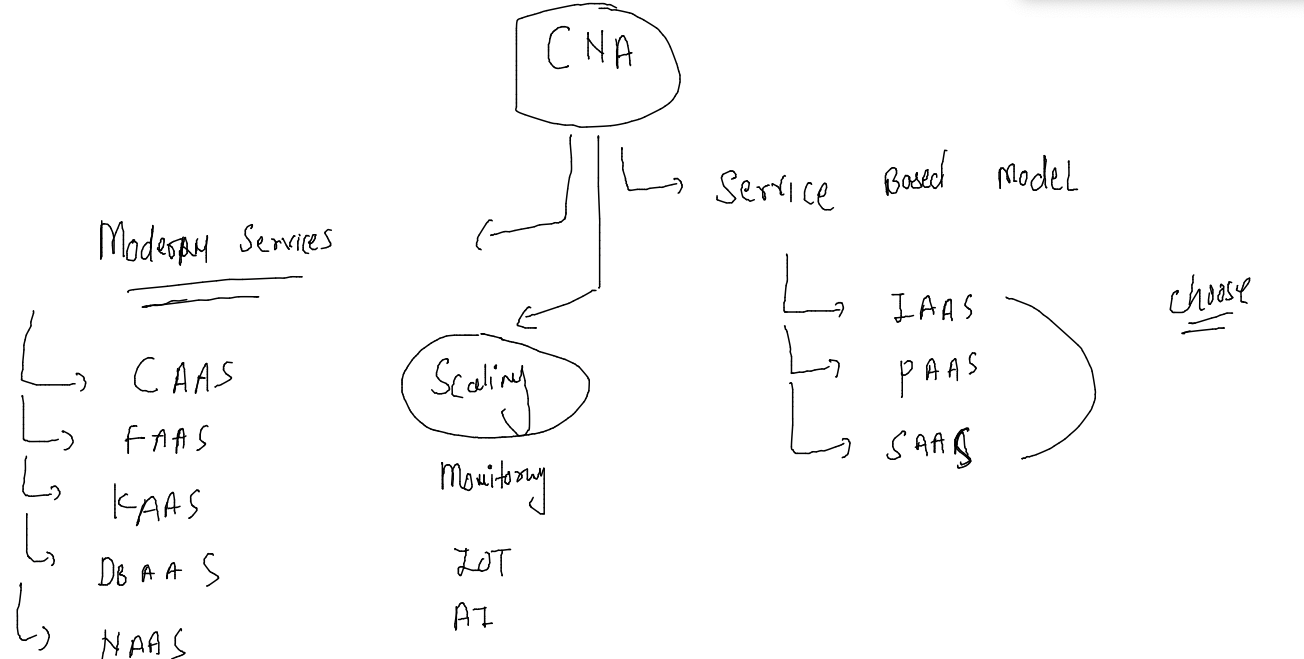 CNA
Service Based Model
Modern Services
CAAS
FAAS
KAAS
DBAAS
NAAS
Scaling
Monitoring
IOT
AI
IAAS
PAAS
SAAS
choose